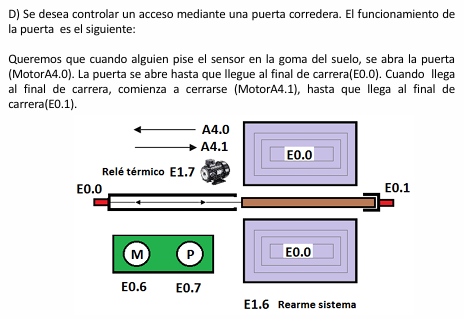 D) Se desea controlar un acceso mediante una puerta corredera. El funcionamiento de
la puerta es el siguiente:
Queremos que cuando alguien pise el sensor en la goma del suelo, se abra la puerta
(MotorA4.0). La puerta se abre hasta que llegue al final de carrera(E0.0). Cuando llega
al final de carrera, comienza a cerrarse (MotorA4.1), hasta que llega al final de
carrera(E0.1).
A4.0
A4.1
E0.0
Relé térmico E1.7
E0.0
E0.1
M
P
E0.0
E0.6
E0.7
E1.6 Rearme sistema